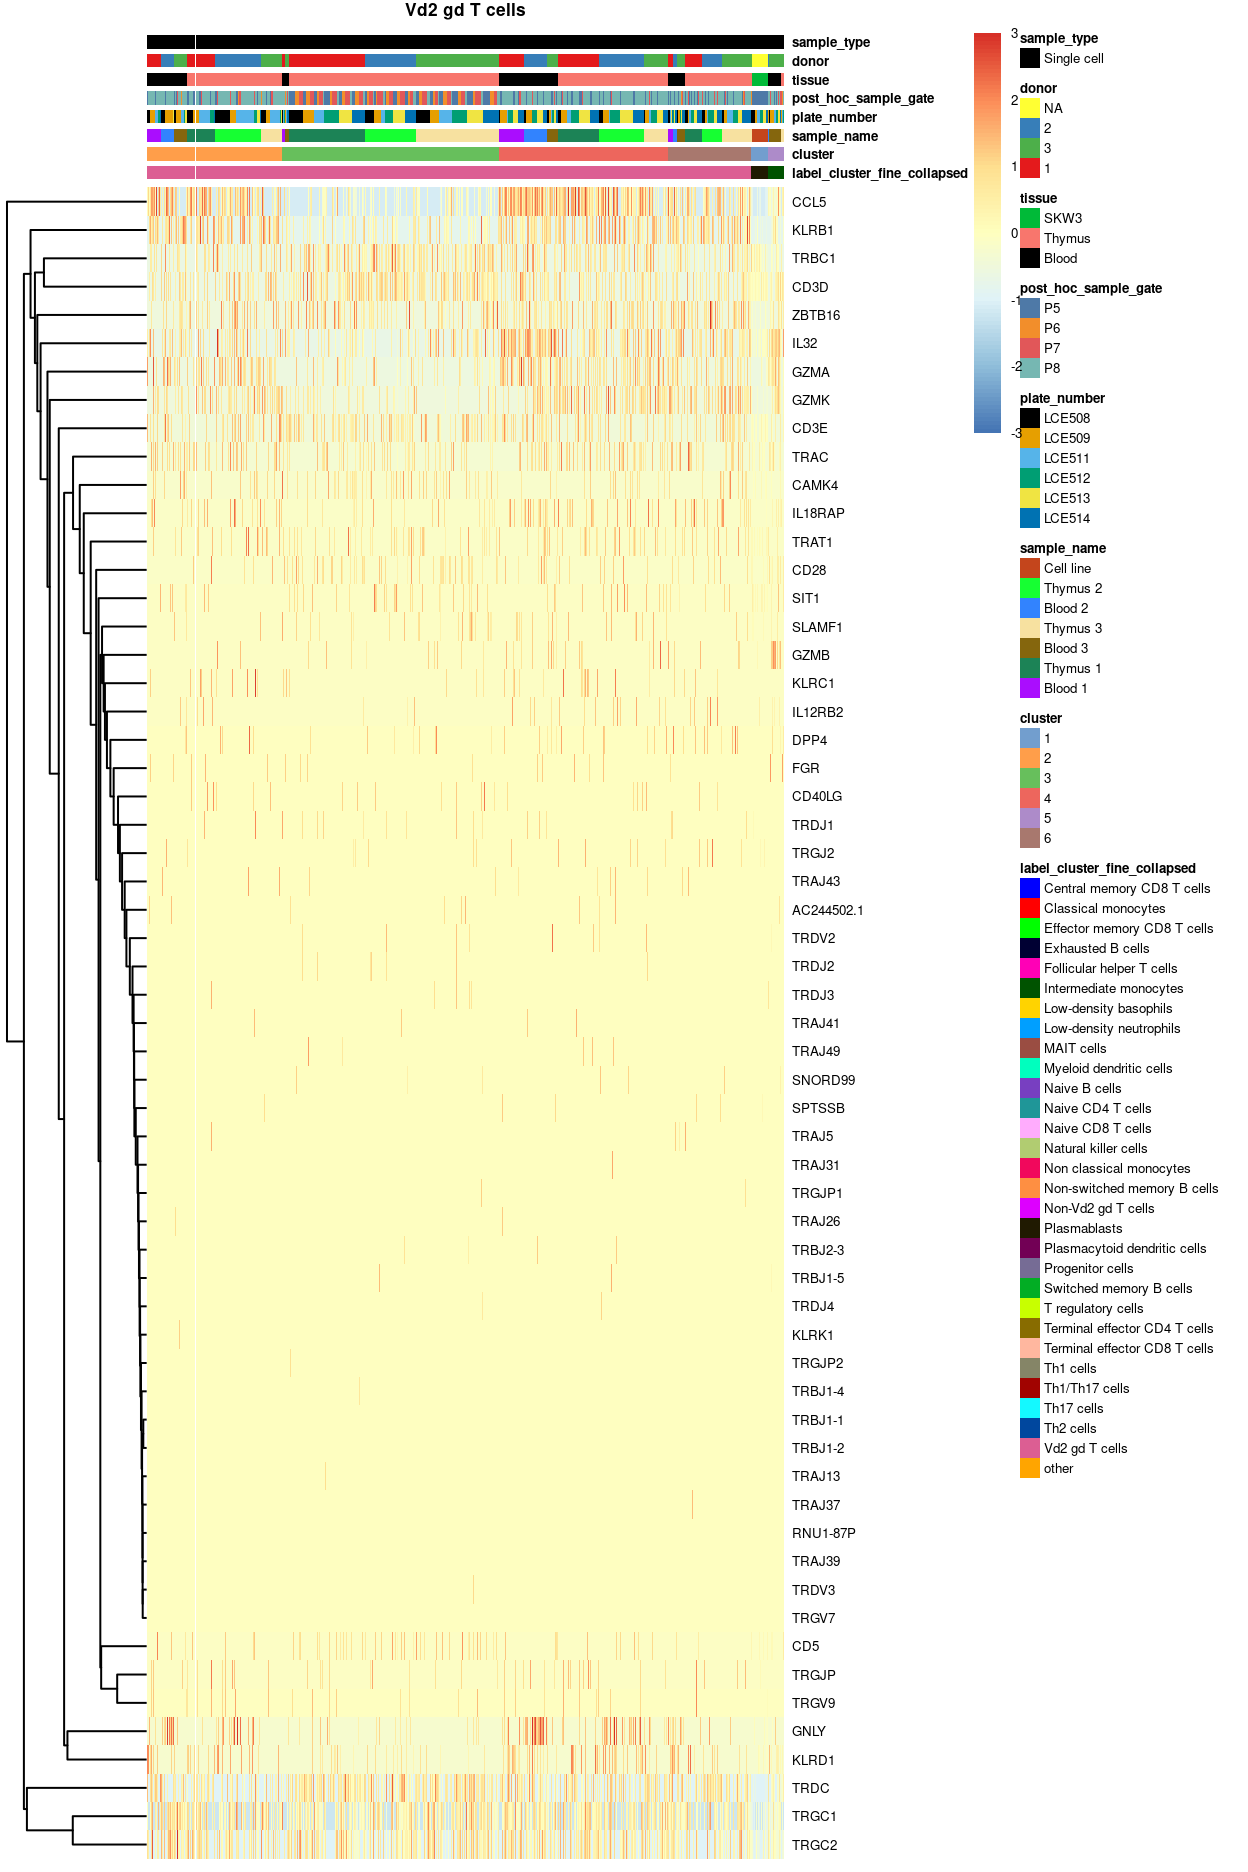 Vd2 gd T cells
sample_type
donor
tissue
post_hoc_sample_gate
plate_number
sample_name
cluster
label_cluster_fine_collapsed
CCL5
KLRB1
TRBC1
CD3D
ZBTB16
IL32
GZMA
GZMK
CD3E
TRAC
CAMK4
IL18RAP
TRAT1
CD28
SIT1
SLAMF1
GZMB
KLRC1
IL12RB2
DPP4
FGR
CD40LG
TRDJ1
TRGJ2
TRAJ43
AC244502.1
TRDV2
TRDJ2
TRDJ3
TRAJ41
TRAJ49
SNORD99
SPTSSB
TRAJ5
TRAJ31
TRGJP1
TRAJ26
TRBJ2-3
TRBJ1-5
TRDJ4
KLRK1
TRGJP2
TRBJ1-4
TRBJ1-1
TRBJ1-2
TRAJ13
TRAJ37
RNU1-87P
TRAJ39
TRDV3
TRGV7
CD5
TRGJP
TRGV9
GNLY
KLRD1
TRDC
TRGC1
TRGC2
3
2
1
0
-1
-2
-3
sample_type
Single cell
donor
NA
2
3
1
tissue
SKW3
Thymus
Blood
post_hoc_sample_gate
P5
P6
P7
P8
plate_number
LCE508
LCE509
LCE511
LCE512
LCE513
LCE514
sample_name
Cell line
Thymus 2
Blood 2
Thymus 3
Blood 3
Thymus 1
Blood 1
cluster
1
2
3
4
5
6
label_cluster_fine_collapsed
Central memory CD8 T cells
Classical monocytes
Effector memory CD8 T cells
Exhausted B cells
Follicular helper T cells
Intermediate monocytes
Low-density basophils
Low-density neutrophils
MAIT cells
Myeloid dendritic cells
Naive B cells
Naive CD4 T cells
Naive CD8 T cells
Natural killer cells
Non classical monocytes
Non-switched memory B cells
Non-Vd2 gd T cells
Plasmablasts
Plasmacytoid dendritic cells
Progenitor cells
Switched memory B cells
T regulatory cells
Terminal effector CD4 T cells
Terminal effector CD8 T cells
Th1 cells
Th1/Th17 cells
Th17 cells
Th2 cells
Vd2 gd T cells
other